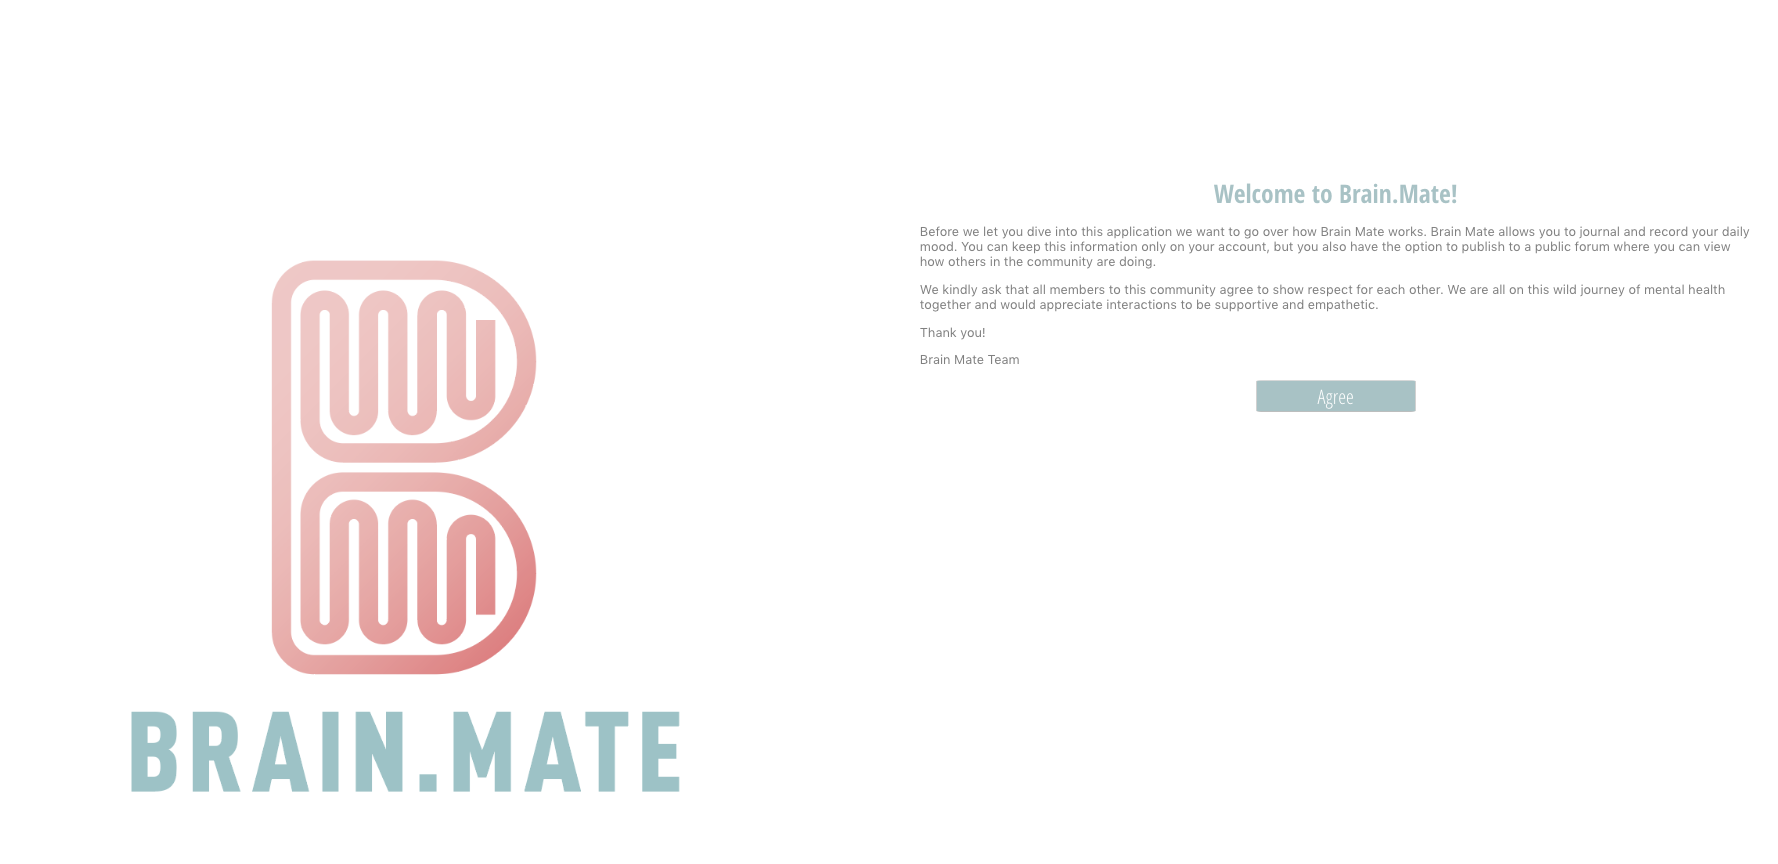 BRAIN.MATE
Welcome to Brain.Mate!
Before we let you dive into this application we want to go over how Brain Mate works. Brain Mate allows you to journal and record your daily
mood. You can keep this information only on your account, but you also have the option to publish to a public forum where you can view
how others in the community are doing.
We kindly ask that all members to this community agree to show respect for each other. We are all on this wild journey of mental health
together and would appreciate interactions to be supportive and empathetic.
Thank you!
Brain Mate Team
Agree